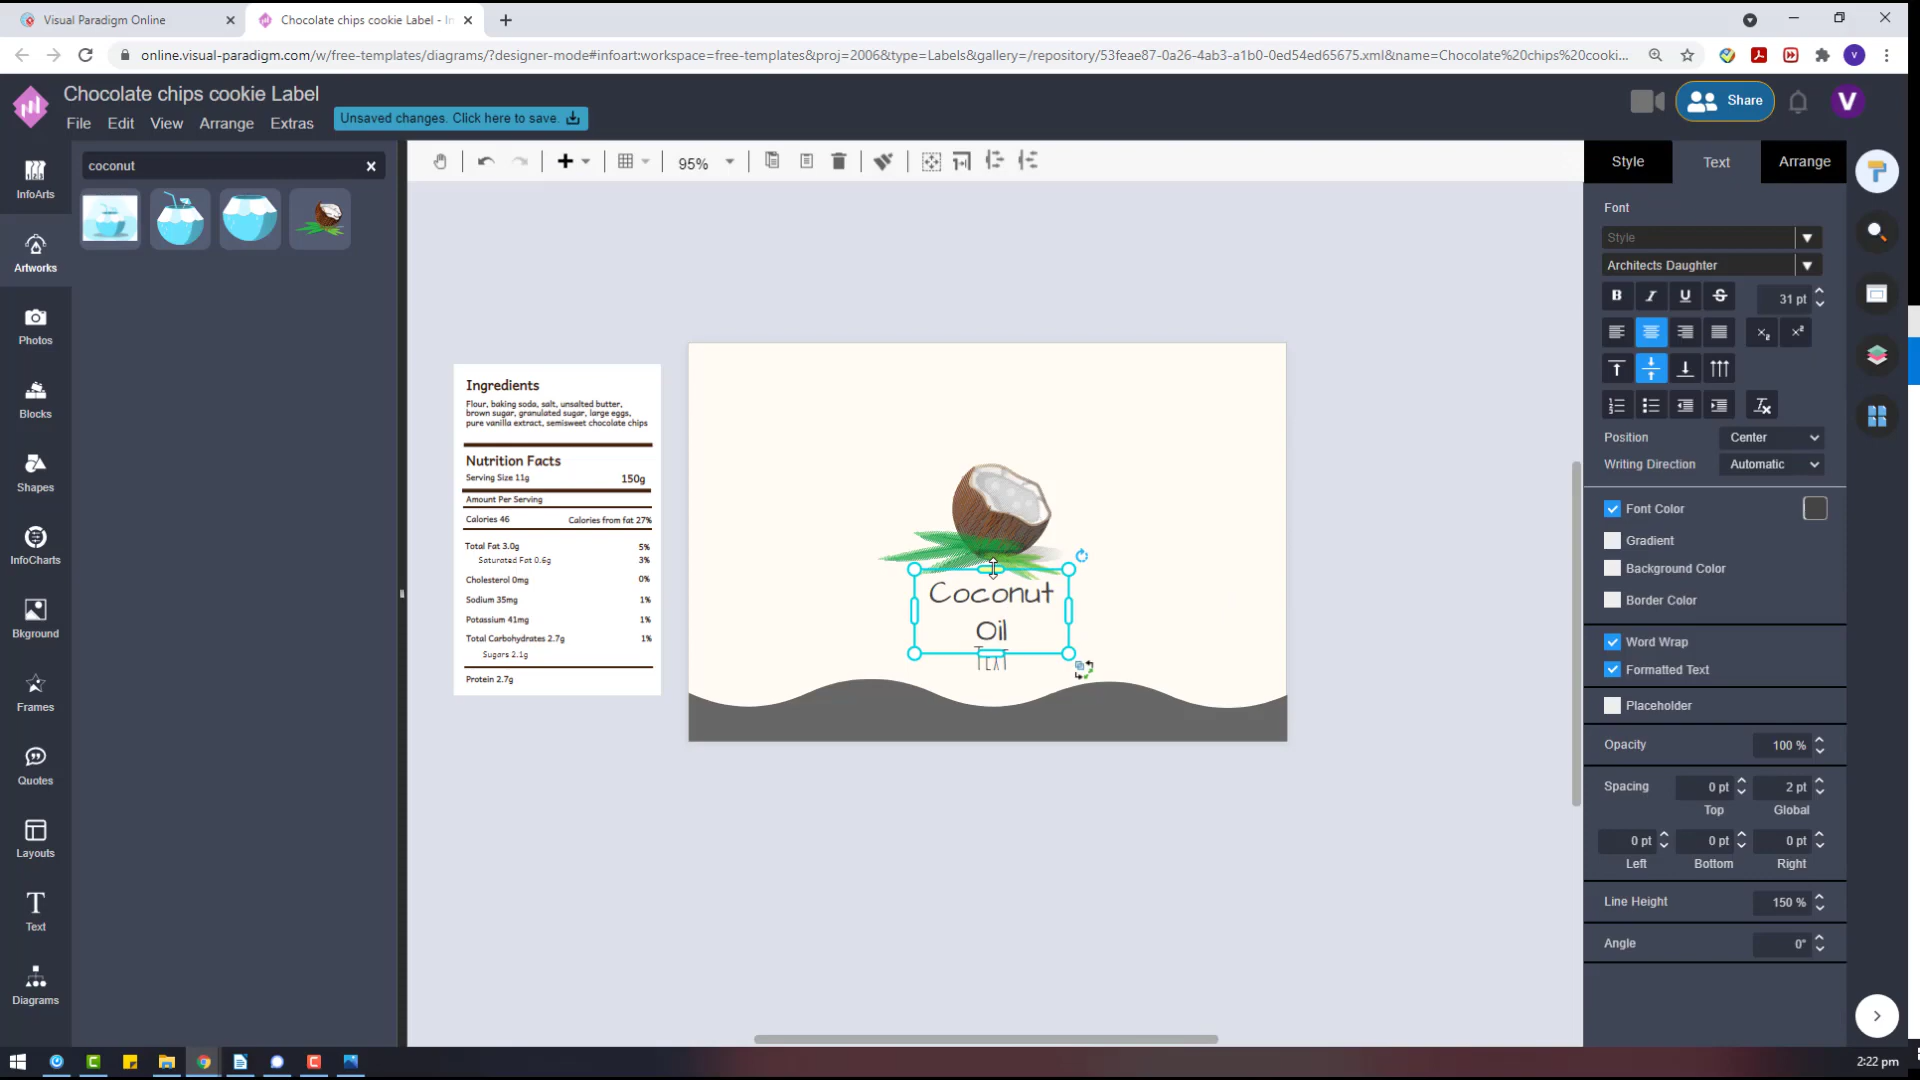 Visual Paradigm Online
Chocolate chips cookie Label - In
online.visual-paradigm.com/w/free-templates/diagrams/?designer-mode#infoart:workspace=free-templates&proj=2006&type=Labels&gallery=/repository/53feae87-0a26-4ab3-a1b0-0ed54ed65675.xml&name=Chocolate%20chips%20cooki...
V
Chocolate chips cookie Label
File Edit View Arrange Extras
Unsaved changes. Click here to save.
Share
V
coconut
95%
InfoArts
Artworks
Photos
Blocks
Shapes
InfoCharts
Bkground
Frames
Quotes
Layouts
Text
Diagrams
Ingredients
Flour, baking soda, salt, unsalted butter,
brown sugar, granulated sugar, large eggs,
pure vanilla extract, semisweet chocolate chips
Nutrition Facts
Serving Size 11g 150g
Amount Per Serving
Calories 46 Calories from fat 27%
Total Fat 3.0g 5%
Saturated Fat 0.6g 3%
Cholesterol 0mg 0%
Sodium 35mg 1%
Potassium 41mg 1%
Total Carbohydrates 2.7g 1%
Sugars 2.1g
Protein 2.7g
Coconut
Oil
TEXT
Style Text Arrange
Font
Style
Architects Daughter
B I U S 31 pt
Position Center
Writing Direction Automatic
Font Color
Gradient
Background Color
Border Color
Word Wrap
Formatted Text
Placeholder
Opacity 100 %
Spacing 0 pt 2 pt
Top Global
0 pt 0 pt 0 pt
Left Bottom Right
Line Height 150 %
Angle 0°
2:22 pm